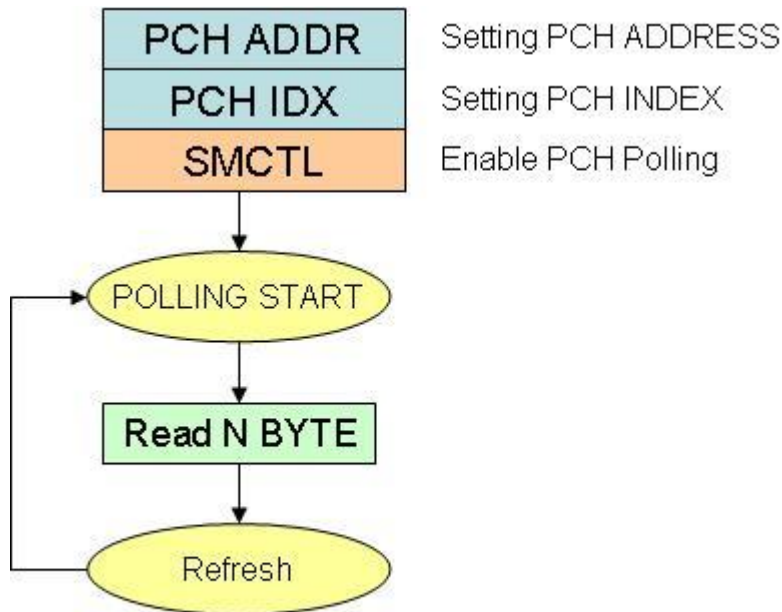 PCH ADDR Setting PCH ADDRESS
PCH IDX Setting PCH INDEX
SMCTL Enable PCH Polling
POLLING START
Read N BYTE
Refresh